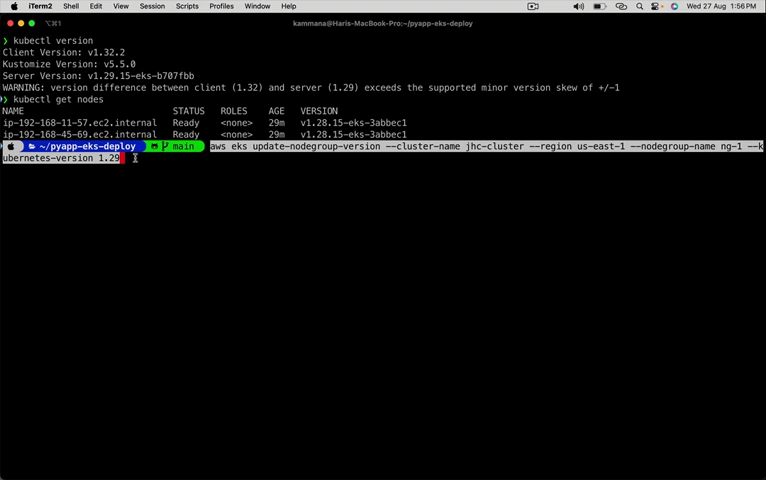 iTerm2 Shell Edit View Session Scripts Profiles Window Help Wed 27 Aug 1:56 PM
⌥⌘1 kammana@Haris-MacBook-Pro:~/pyapp-eks-deploy
❯ kubectl version
Client Version: v1.32.2
Kustomize Version: v5.5.0
Server Version: v1.29.15-eks-b707fbb
WARNING: version difference between client (1.32) and server (1.29) exceeds the supported minor version skew of +/-1
❯ kubectl get nodes
NAME STATUS ROLES AGE VERSION
ip-192-168-11-57.ec2.internal Ready <none> 29m v1.28.15-eks-3abbec1
ip-192-168-45-69.ec2.internal Ready <none> 29m v1.28.15-eks-3abbec1
~/pyapp-eks-deploy main aws eks update-nodegroup-version --cluster-name jhc-cluster --region us-east-1 --nodegroup-name ng-1 --k
ubernetes-version 1.29